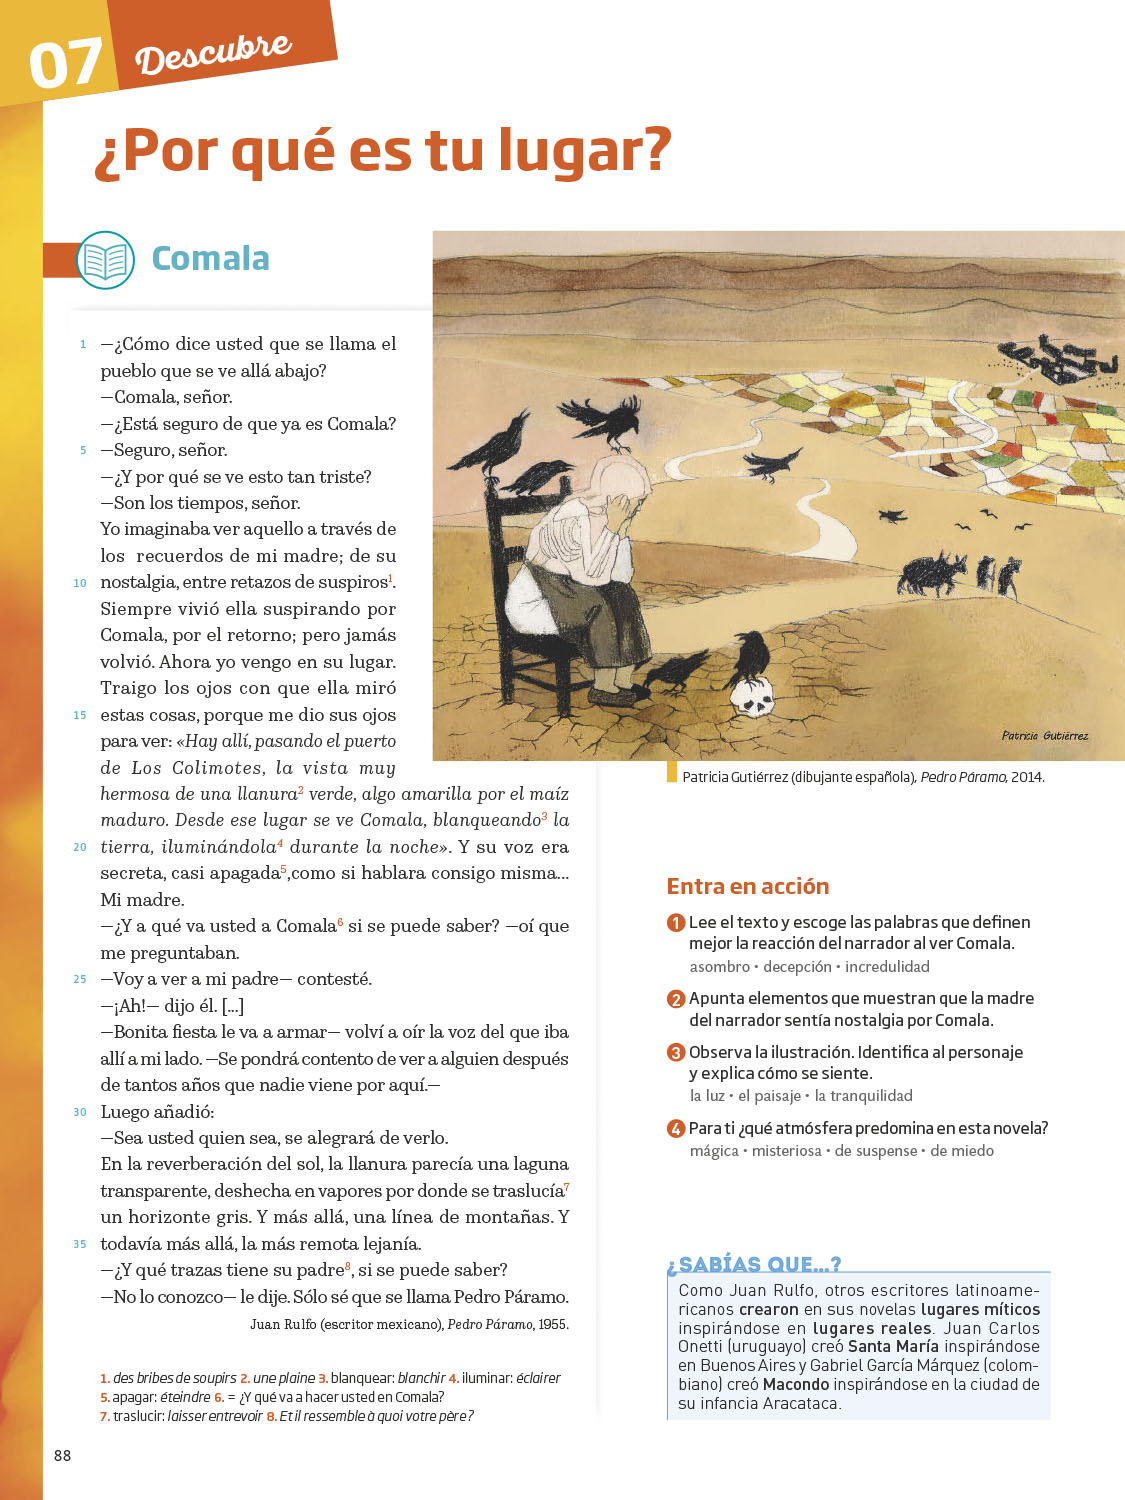 07 Descubre
¿Por qué es tu lugar?
Comala
1 —¿Cómo dice usted que se llama el
pueblo que se ve allá abajo?
—Comala, señor.
—¿Está seguro de que ya es Comala?
5 —Seguro, señor.
—¿Y por qué se ve esto tan triste?
—Son los tiempos, señor.
Yo imaginaba ver aquello a través de
los recuerdos de mi madre; de su
10 nostalgia, entre retazos de suspiros1.
Siempre vivió ella suspirando por
Comala, por el retorno; pero jamás
volvió. Ahora yo vengo en su lugar.
Traigo los ojos con que ella miró
15 estas cosas, porque me dio sus ojos
para ver: «Hay allí, pasando el puerto
de Los Colimotes, la vista muy
hermosa de una llanura2 verde, algo amarilla por el maíz
maduro. Desde ese lugar se ve Comala, blanqueando3 la
20 tierra, iluminándola4 durante la noche». Y su voz era
secreta, casi apagada5,como si hablara consigo misma...
Mi madre.
—¿Y a qué va usted a Comala6 si se puede saber? —oí que
me preguntaban.
25 —Voy a ver a mi padre— contesté.
—¡Ah!— dijo él. [...]
—Bonita fiesta le va a armar— volví a oír la voz del que iba
allí a mi lado. —Se pondrá contento de ver a alguien después
de tantos años que nadie viene por aquí.—
30 Luego añadió:
—Sea usted quien sea, se alegrará de verlo.
En la reverberación del sol, la llanura parecía una laguna
transparente, deshecha en vapores por donde se traslucía7
un horizonte gris. Y más allá, una línea de montañas. Y
35 todavía más allá, la más remota lejanía.
—¿Y qué trazas tiene su padre8, si se puede saber?
—No lo conozco— le dije. Sólo sé que se llama Pedro Páramo.
Juan Rulfo (escritor mexicano), Pedro Páramo, 1955.
1. des bribes de soupirs 2. une plaine 3. blanquear: blanchir 4. iluminar: éclairer
5. apagar: éteindre 6. = ¿Y qué va a hacer usted en Comala?
7. traslucir: laisser entrevoir 8. Et il ressemble à quoi votre père?
88
Patricia Gutiérrez
Patricia Gutiérrez (dibujante española), Pedro Páramo, 2014.
Entra en acción
1 Lee el texto y escoge las palabras que definen
mejor la reacción del narrador al ver Comala.
asombro • decepción • incredulidad
2 Apunta elementos que muestran que la madre
del narrador sentía nostalgia por Comala.
3 Observa la ilustración. Identifica al personaje
y explica cómo se siente.
la luz • el paisaje • la tranquilidad
4 Para ti ¿qué atmósfera predomina en esta novela?
mágica • misteriosa • de suspense • de miedo
¿SABÍAS QUE...?
Como Juan Rulfo, otros escritores latinoame-
ricanos crearon en sus novelas lugares míticos
inspirándose en lugares reales. Juan Carlos
Onetti (uruguayo) creó Santa María inspirándose
en Buenos Aires y Gabriel García Márquez (colom-
biano) creó Macondo inspirándose en la ciudad de
su infancia Aracataca.